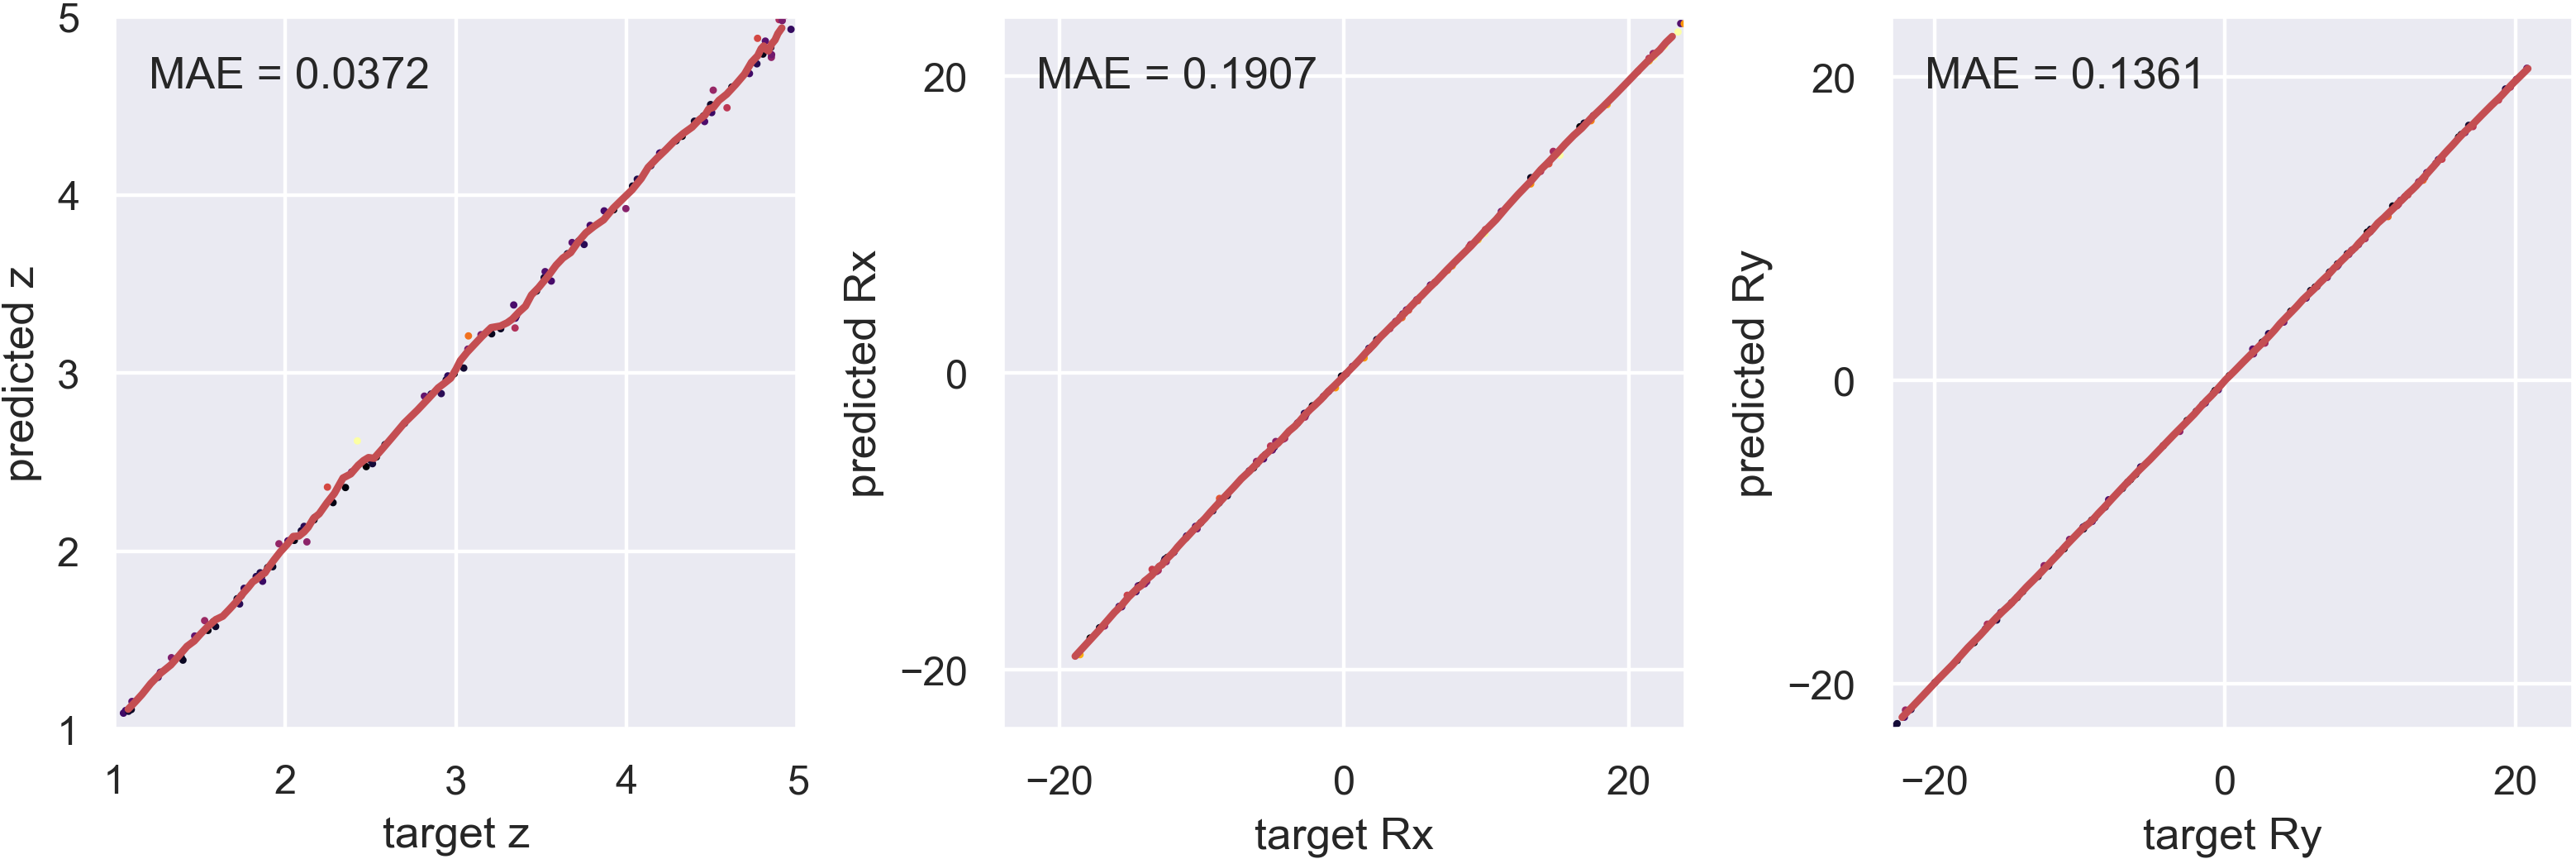 MAE = 0.0372
predicted z
5
4
3
2
1
1 2 3 4 5
target z
MAE = 0.1907
predicted Rx
20
0
−20
−20 0 20
target Rx
MAE = 0.1361
predicted Ry
20
0
−20
−20 0 20
target Ry